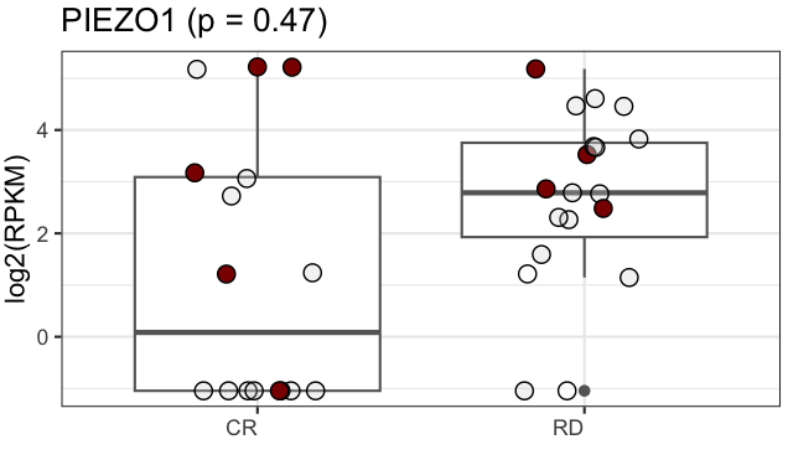 PIEZO1 (p = 0.47)
log2(RPKM)
4
2
0
CR
RD